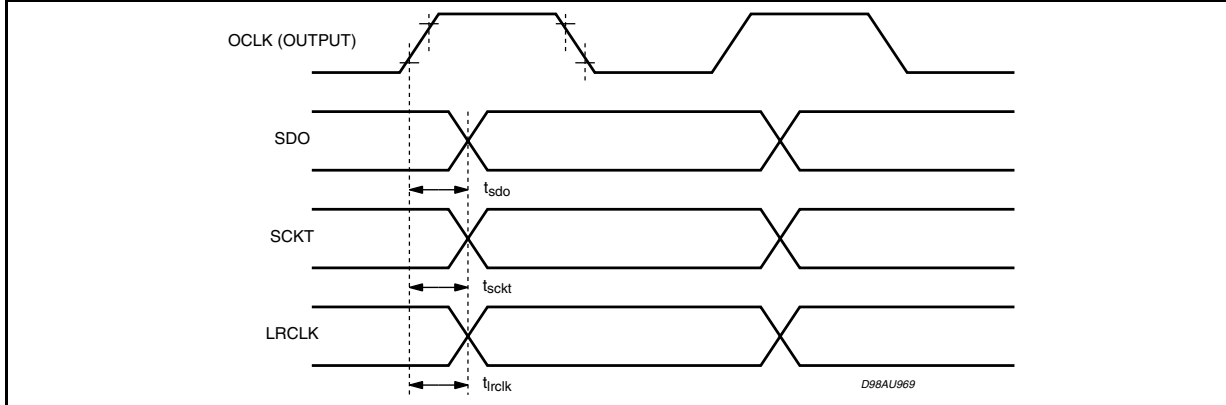 OCLK (OUTPUT)
SDO
tsdo
SCKT
tsckt
LRCLK
tlrclk
D98AU969